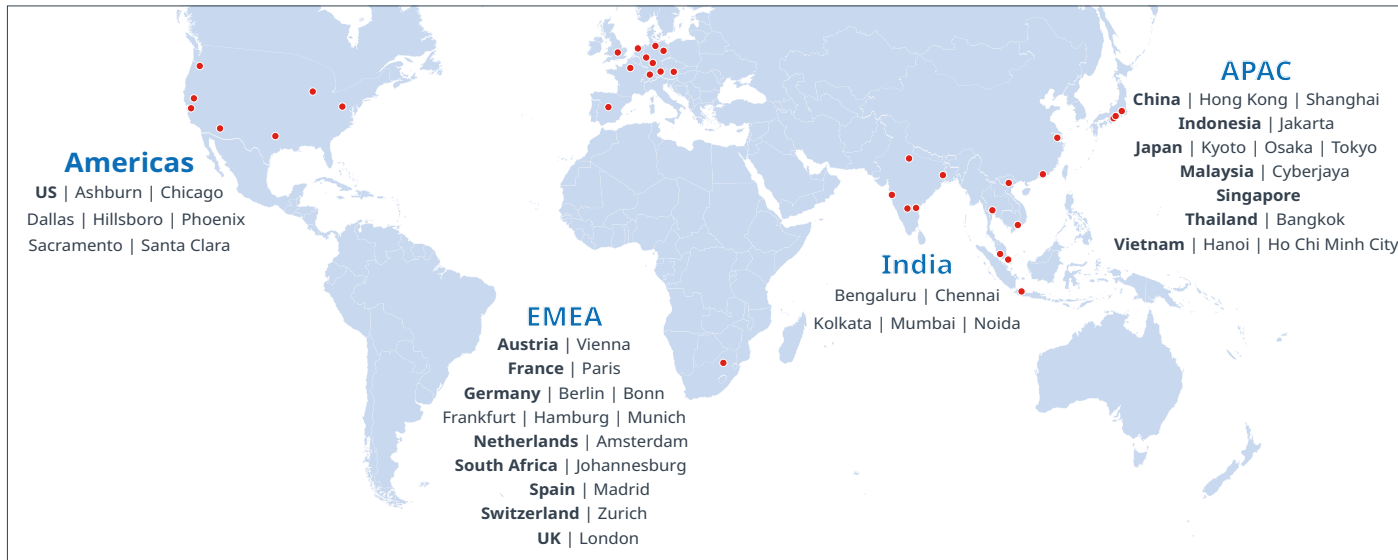 Americas
US | Ashburn | Chicago
Dallas | Hillsboro | Phoenix
Sacramento | Santa Clara
EMEA
Austria | Vienna
France | Paris
Germany | Berlin | Bonn
Frankfurt | Hamburg | Munich
Netherlands | Amsterdam
South Africa | Johannesburg
Spain | Madrid
Switzerland | Zurich
UK | London
India
Bengaluru | Chennai
Kolkata | Mumbai | Noida
APAC
China | Hong Kong | Shanghai
Indonesia | Jakarta
Japan | Kyoto | Osaka | Tokyo
Malaysia | Cyberjaya
Singapore
Thailand | Bangkok
Vietnam | Hanoi | Ho Chi Minh City